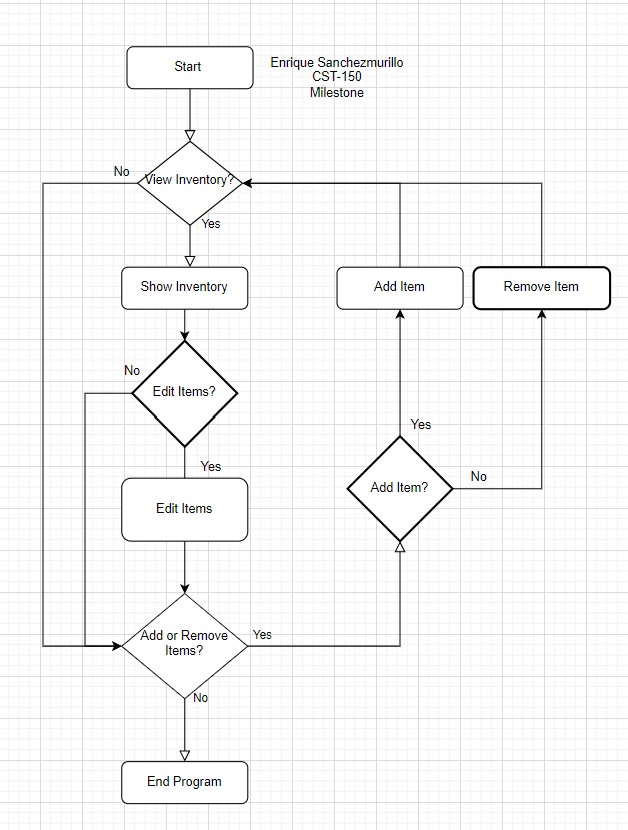 Start
Enrique Sanchezmurillo
CST-150
Milestone
No
View Inventory?
Yes
Show Inventory
Add Item
Remove Item
No
Edit Items?
Yes
Yes
Edit Items
Add Item?
No
Add or Remove
Items?
Yes
No
End Program